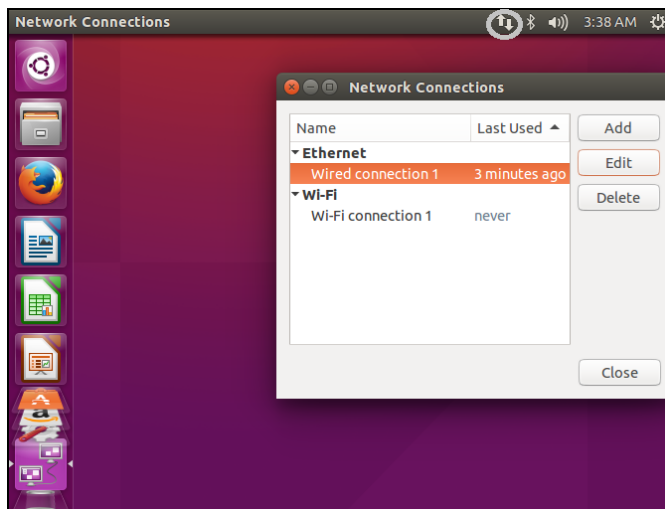 Network Connections
3:38 AM
Network Connections
Name Last Used Add
Ethernet
Wired connection 1 3 minutes ago Edit
Wi-Fi
Delete
Wi-Fi connection 1 never
Close